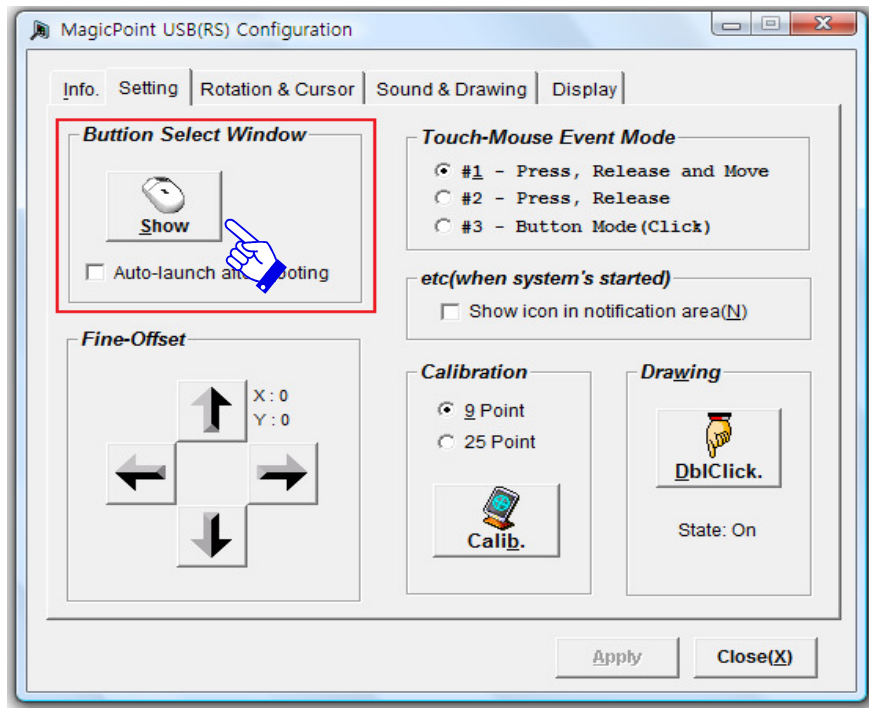 MagicPoint USB(RS) Configuration
Info. Setting Rotation & Cursor Sound & Drawing Display
Buttion Select Window
Show
Auto-launch after ooting
Fine-Offset
X : 0
Y : 0
Touch-Mouse Event Mode
#1 - Press, Release and Move
#2 - Press, Release
#3 - Button Mode(Click)
etc(when system's started)
Show icon in notification area(N)
Calibration
9 Point
25 Point
Calib.
Drawing
DblClick.
State: On
Apply Close(X)